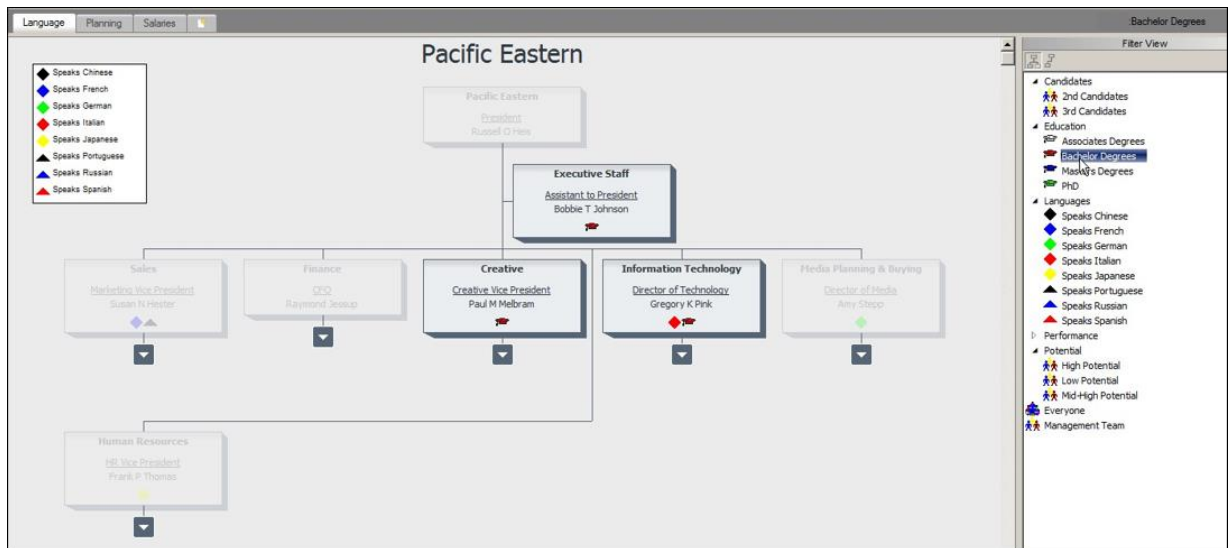 Language Planning Salaries
:Bachelor Degrees
Pacific Eastern
Speaks Chinese
Speaks French
Speaks German
Speaks Italian
Speaks Japanese
Speaks Portuguese
Speaks Russian
Speaks Spanish
Pacific Eastern
President
Russell O Heis
Executive Staff
Assistant to President
Bobbie T Johnson
Sales
Marketing Vice President
Susan N Hester
Finance
CFO
Raymond Jessup
Creative
Creative Vice President
Paul M Melbram
Information Technology
Director of Technology
Gregory K Pink
Media Planning & Buying
Director of Media
Amy Stepp
Human Resources
HR Vice President
Frank P Thomas
Filter View
Candidates
2nd Candidates
3rd Candidates
Education
Associates Degrees
Bachelor Degrees
Masters Degrees
PhD
Languages
Speaks Chinese
Speaks French
Speaks German
Speaks Italian
Speaks Japanese
Speaks Portuguese
Speaks Russian
Speaks Spanish
Performance
Potential
High Potential
Low Potential
Mid-High Potential
Everyone
Management Team